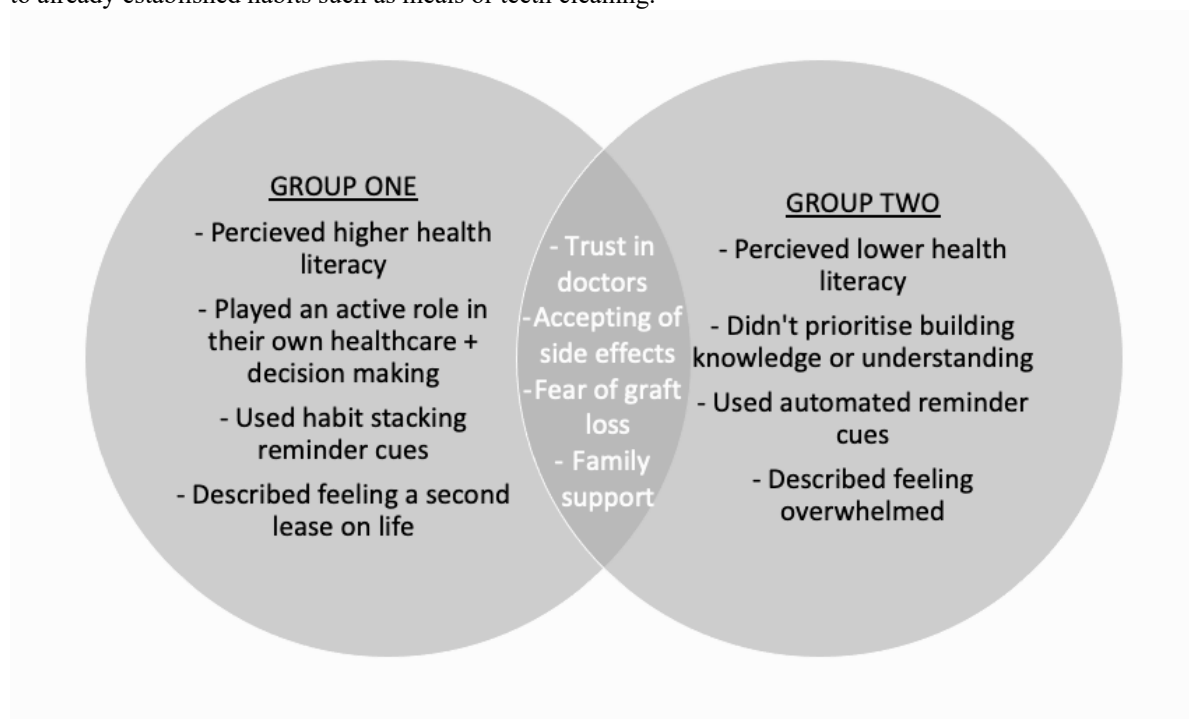 to already established habits such as meals or teeth cleaning.
GROUP ONE
- Percieved higher health
literacy
- Played an active role in
their own healthcare +
decision making
- Used habit stacking
reminder cues
- Described feeling a second
lease on life
- Trust in
doctors
-Accepting of
side effects
-Fear of graft
loss
- Family
support
GROUP TWO
- Percieved lower health
literacy
- Didn't prioritise building
knowledge or understanding
- Used automated reminder
cues
- Described feeling
overwhelmed